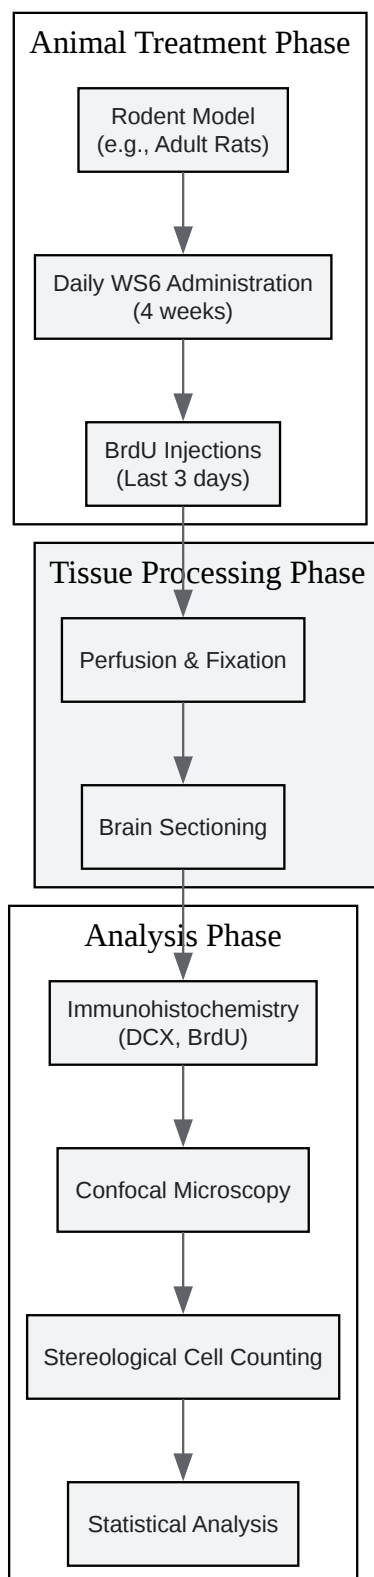 Animal Treatment Phase
Rodent Model
(e.g., Adult Rats)
Daily WS6 Administration
(4 weeks)
BrdU Injections
(Last 3 days)
Tissue Processing Phase
Perfusion & Fixation
Brain Sectioning
Analysis Phase
Immunohistochemistry
(DCX, BrdU)
Confocal Microscopy
Stereological Cell Counting
Statistical Analysis